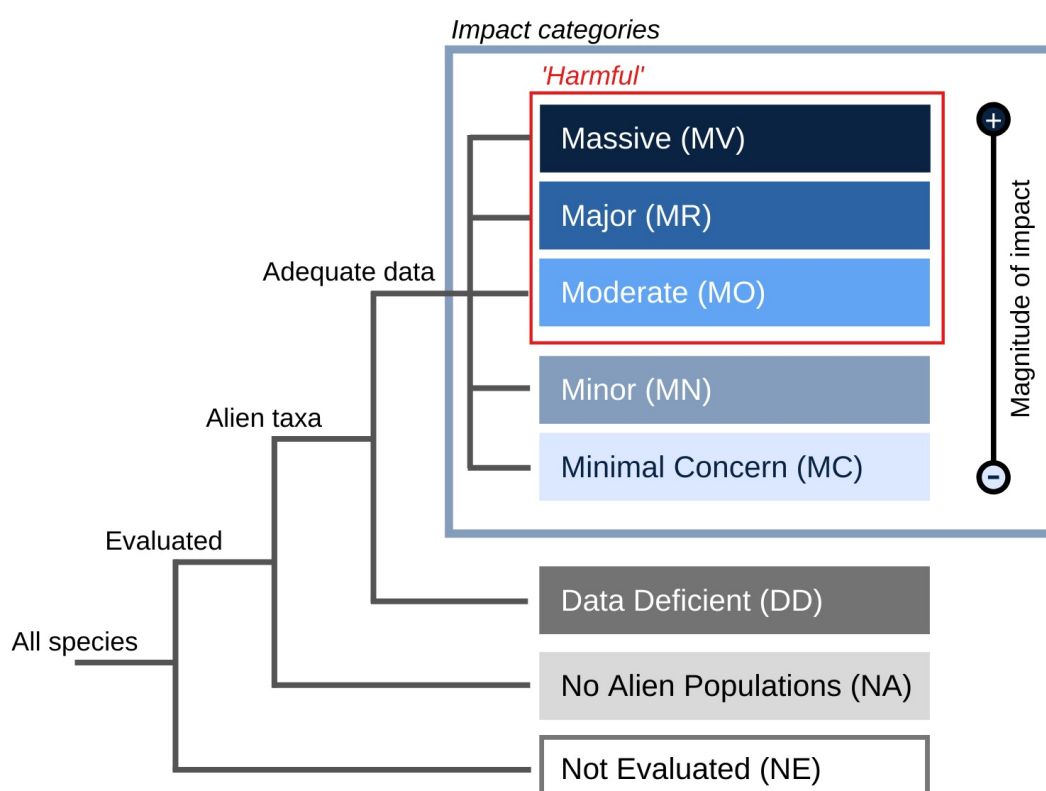 Impact categories
'Harmful'
Massive (MV)
+
Major (MR)
Adequate data
Moderate (MO)
Magnitude of impact
Minor (MN)
Alien taxa
Minimal Concern (MC)
-
Evaluated
Data Deficient (DD)
All species
No Alien Populations (NA)
Not Evaluated (NE)